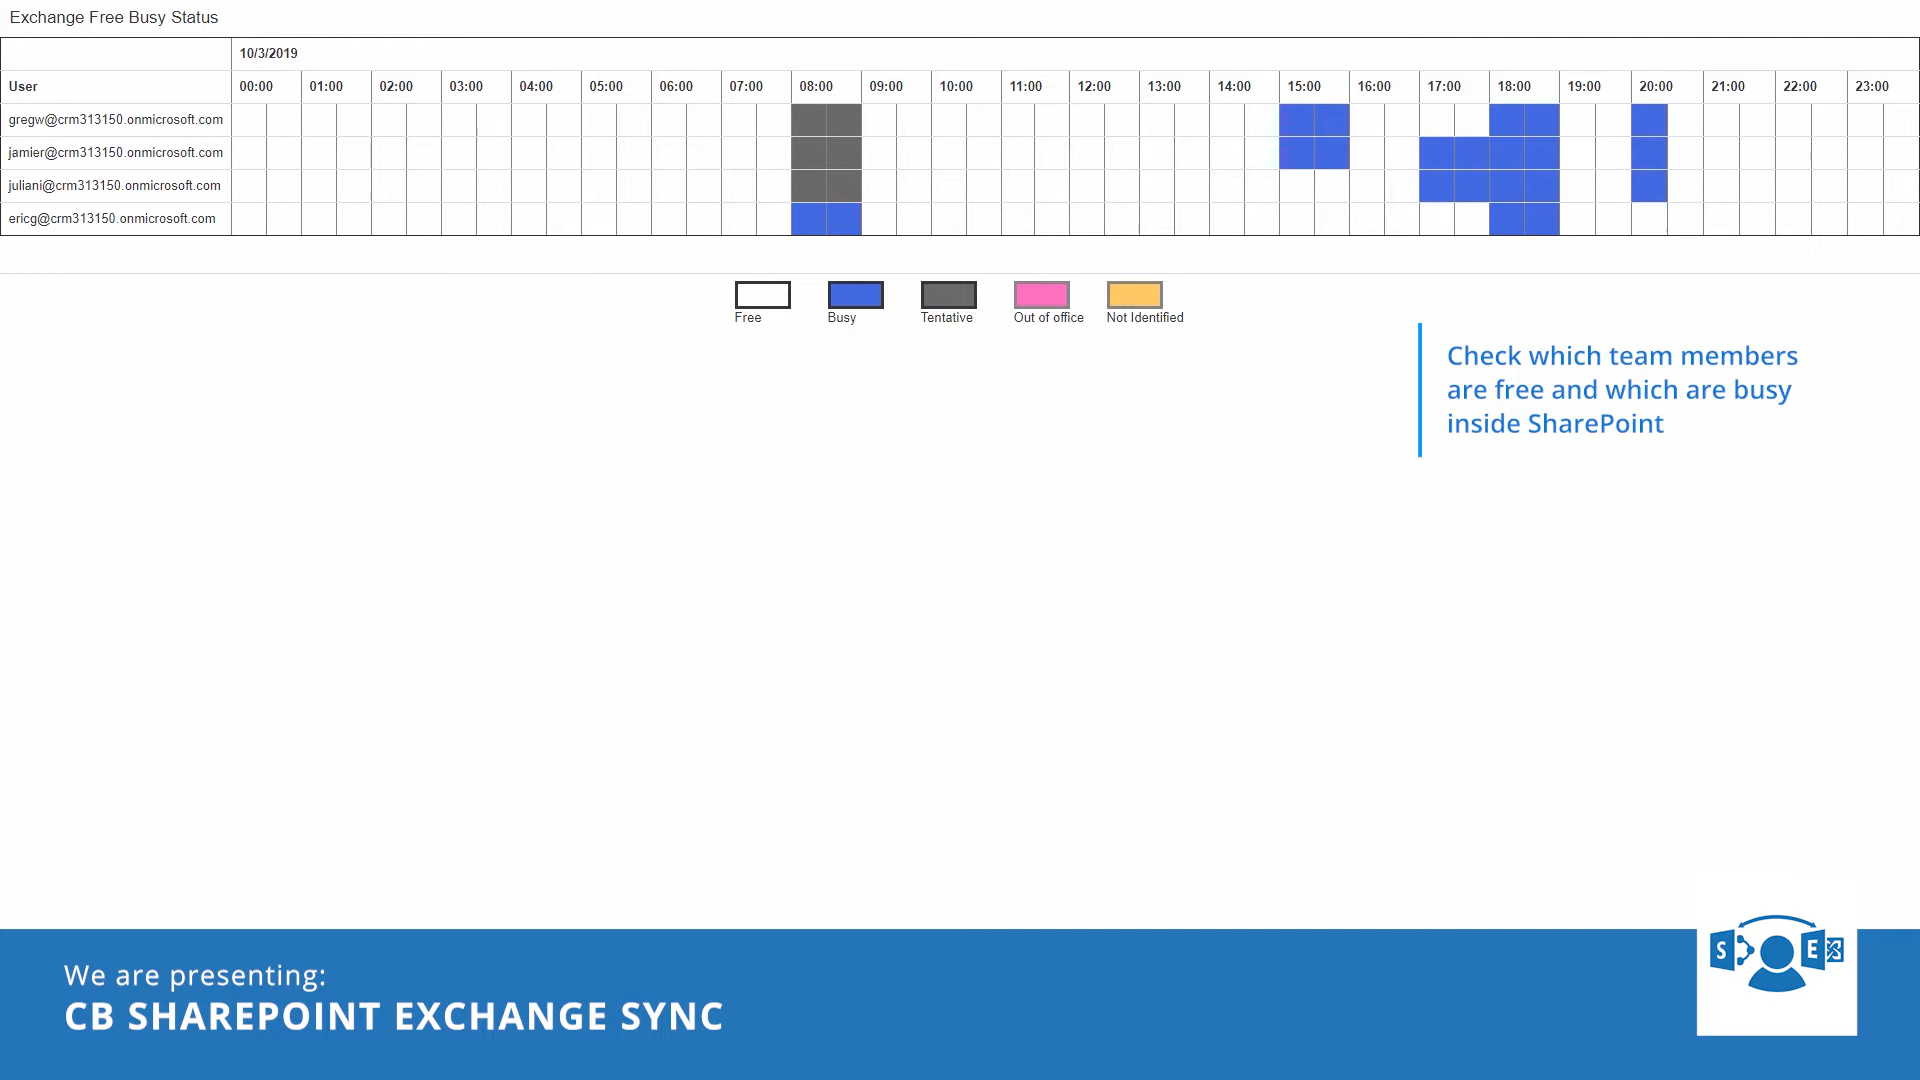 Exchange Free Busy Status
10/3/2019
User 00:00 01:00 02:00 03:00 04:00 05:00 06:00 07:00 08:00 09:00 10:00 11:00 12:00 13:00 14:00 15:00 16:00 17:00 18:00 19:00 20:00 21:00 22:00 23:00
gregw@crm313150.onmicrosoft.com
jamier@crm313150.onmicrosoft.com
juliani@crm313150.onmicrosoft.com
ericg@crm313150.onmicrosoft.com
Free Busy Tentative Out of office Not Identified
Check which team members
are free and which are busy
inside SharePoint
We are presenting:
CB SHAREPOINT EXCHANGE SYNC
S E